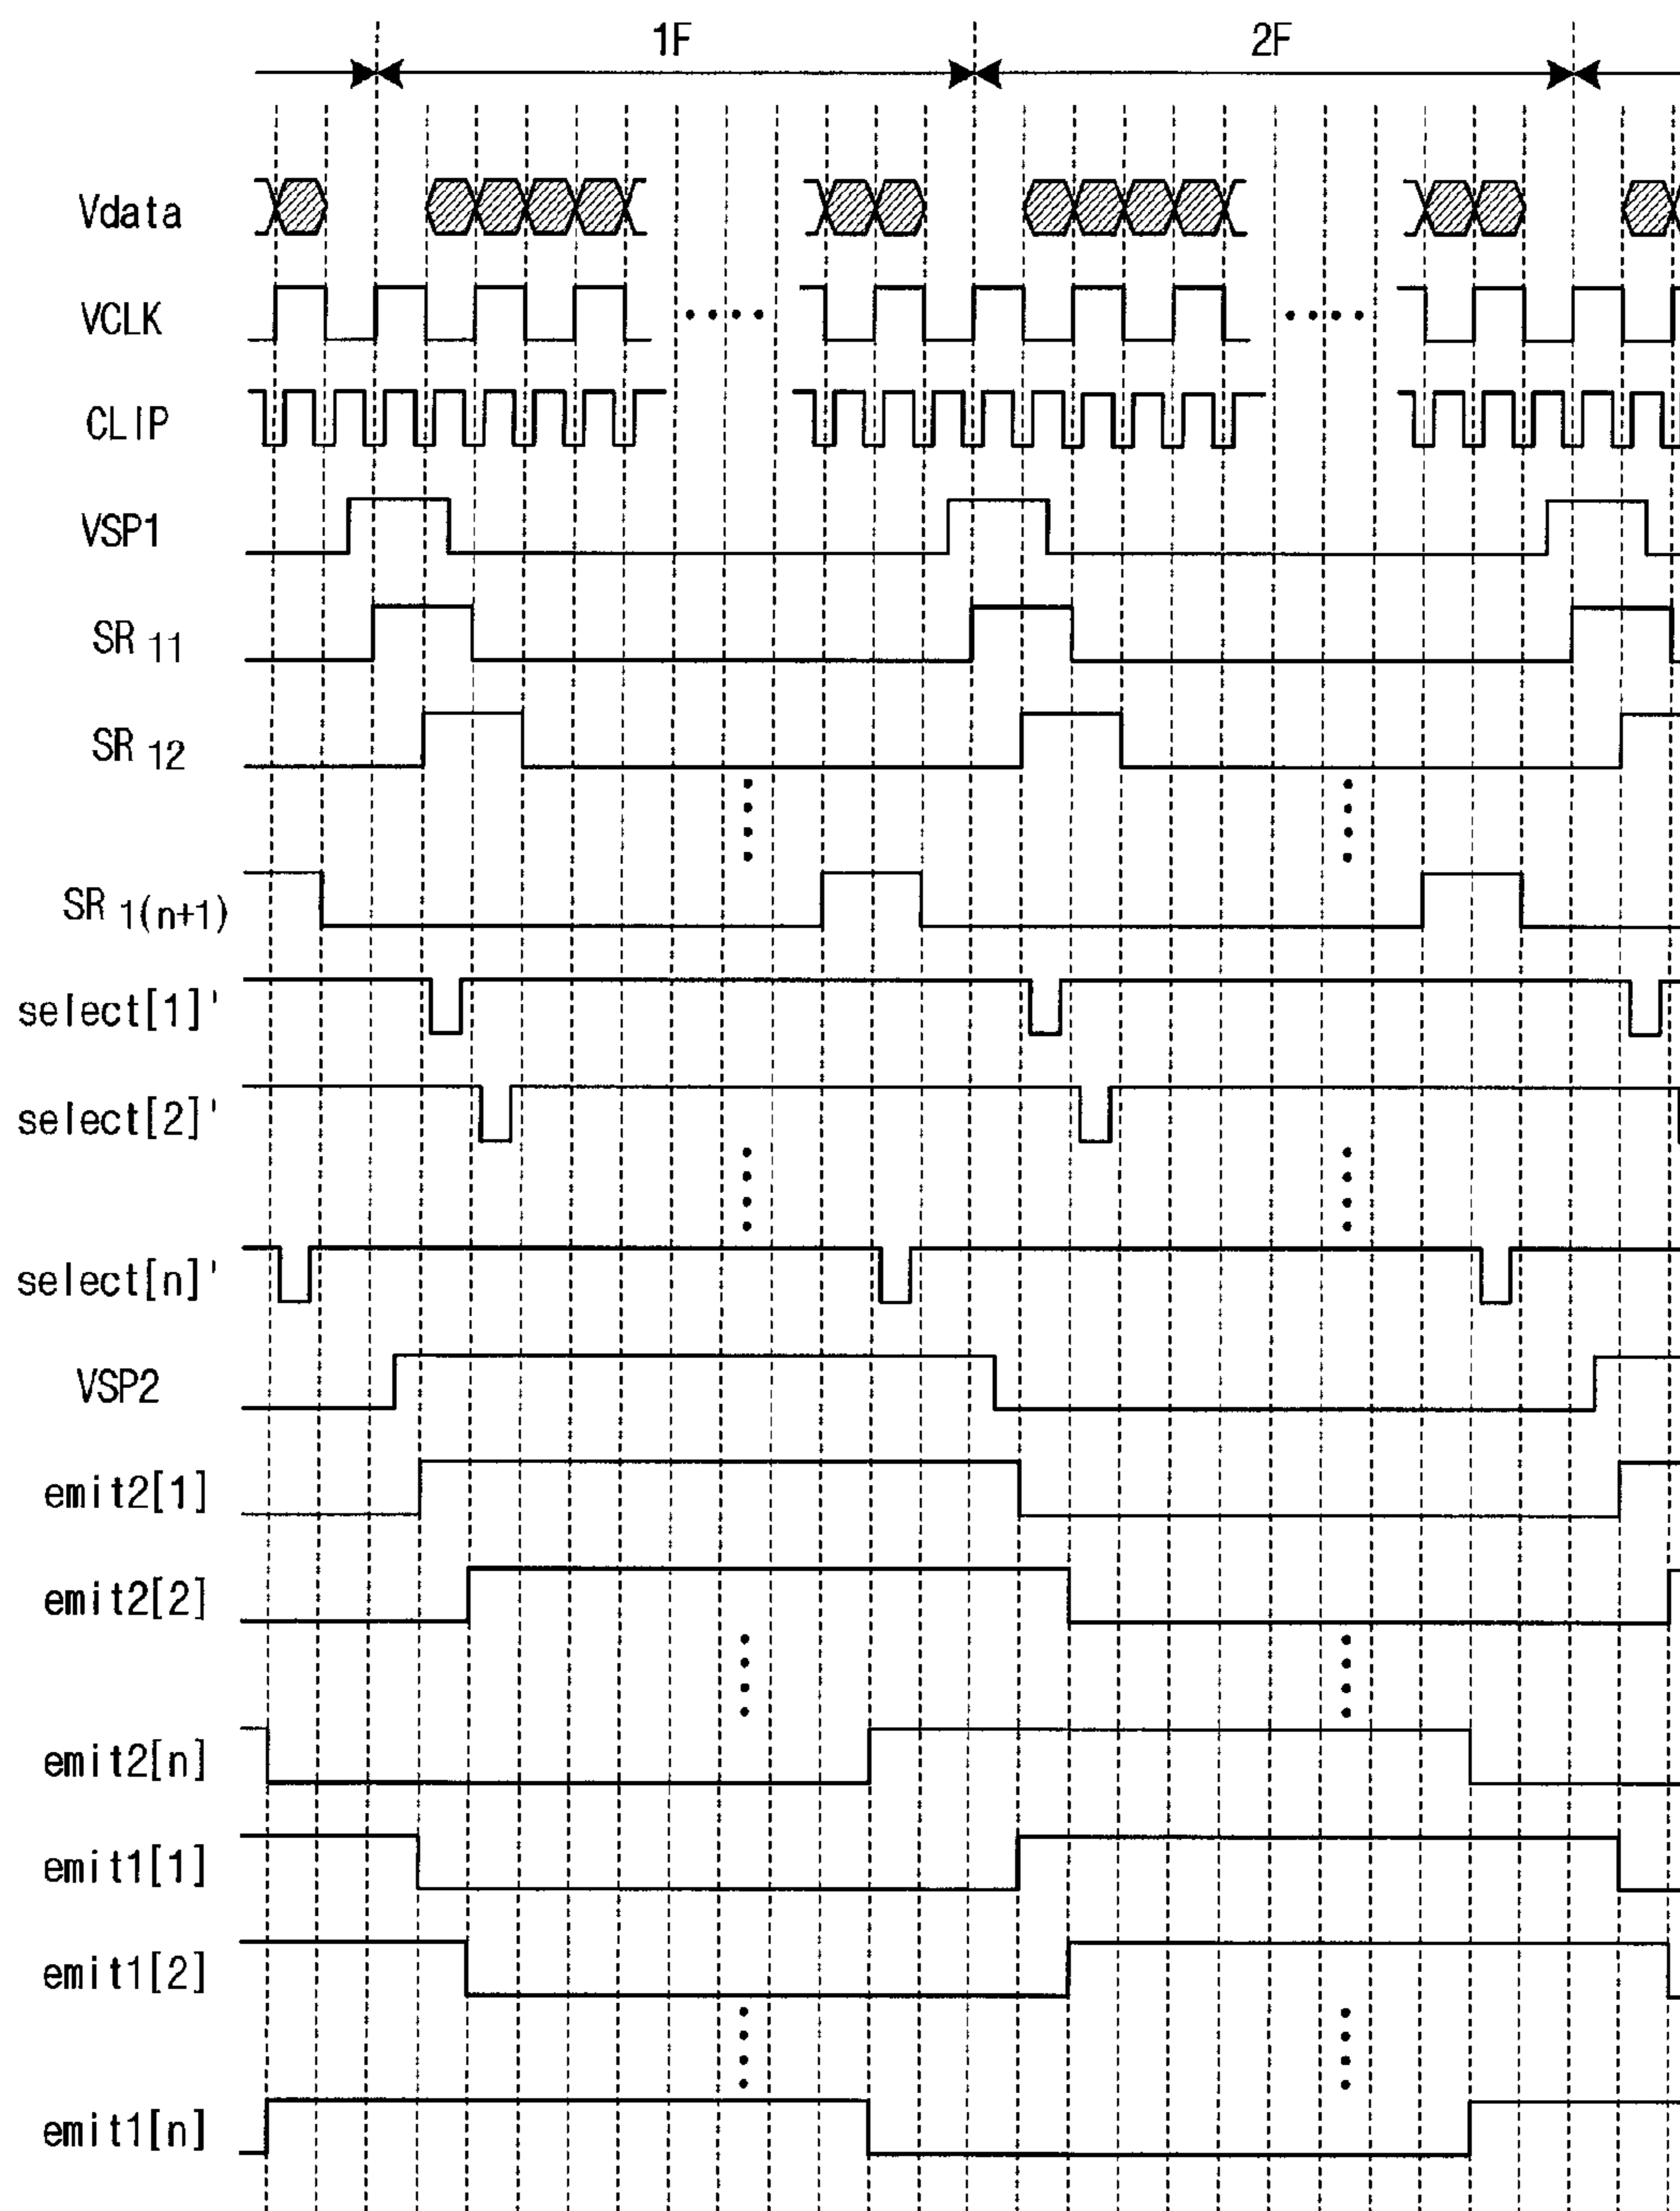 1F 2F
Vdata
VCLK
CLIP
VSP1
SR 11
SR 12
SR 1(n+1)
select[1]'
select[2]'
select[n]'
VSP2
emit2[1]
emit2[2]
emit2[n]
emit1[1]
emit1[2]
emit1[n]